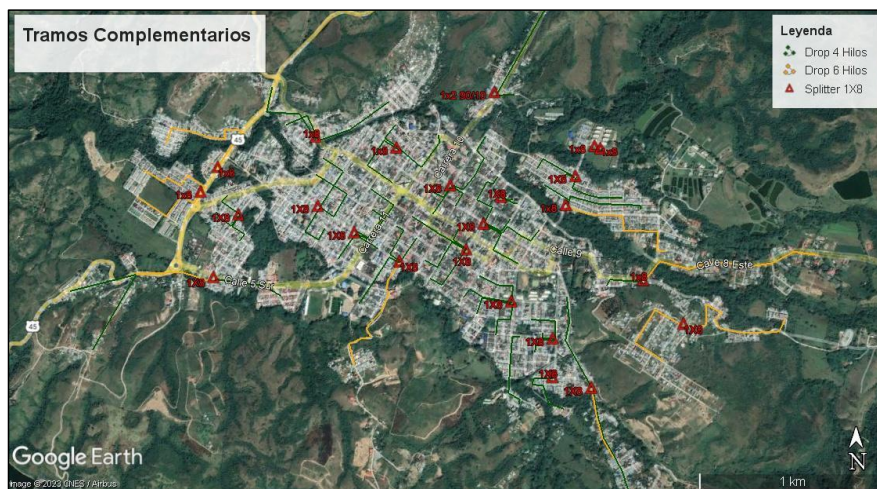 Tramos Complementarios
Leyenda
Drop 4 Hilos
Drop 6 Hilos
Splitter 1X8
1x8
1x8
1x8
1x8
45
1x8
1x8
1X8
1X8
1X8
1x8
1X8
1X8
1X8
1X8
1X8
Calle 9
1X8
1X8
Calle 5 Sur
1x8
Calle 8 Este
45
1X8
1X8
1X8
1X8
1X8
Google Earth
Image © 2023 CNES / Airbus
N
1 km